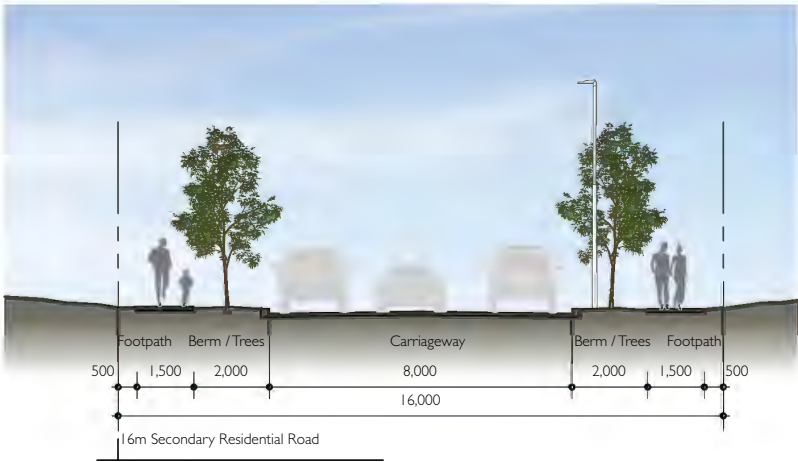 Footpath Berm / Trees Carriageway Berm / Trees Footpath
500 1,500 2,000 8,000 2,000 1,500 500
16,000
16m Secondary Residential Road